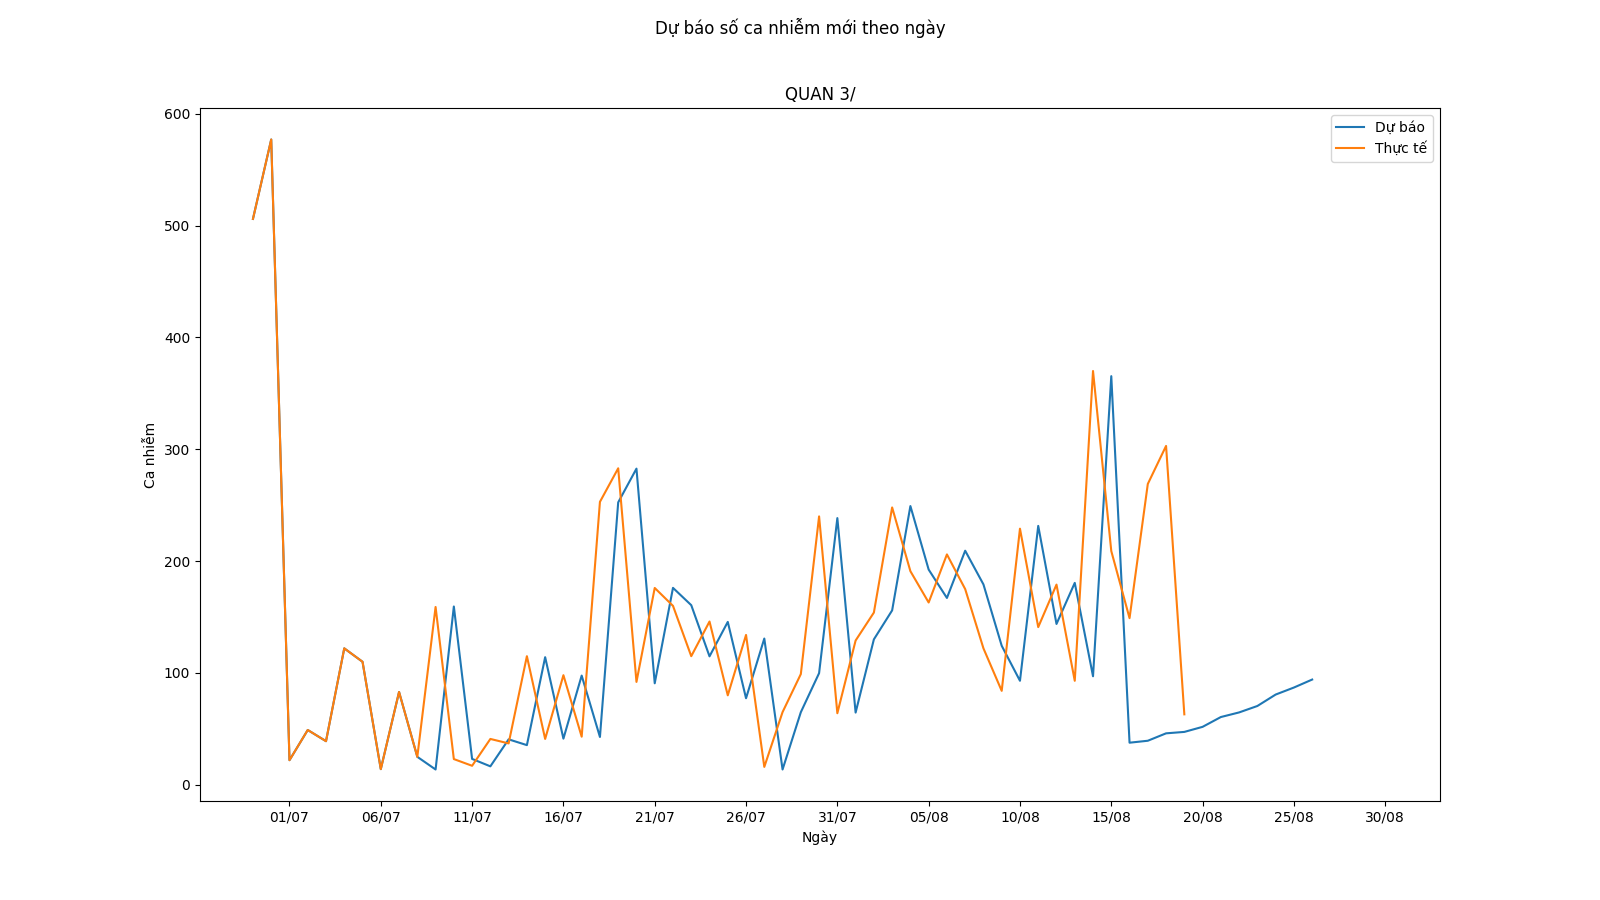 Dự báo số ca nhiễm mới theo ngày
QUAN 3/
Dự báo
Thực tế
600
500
400
300
200
100
0
Ca nhiễm
01/07 06/07 11/07 16/07 21/07 26/07 31/07 05/08 10/08 15/08 20/08 25/08 30/08
Ngày